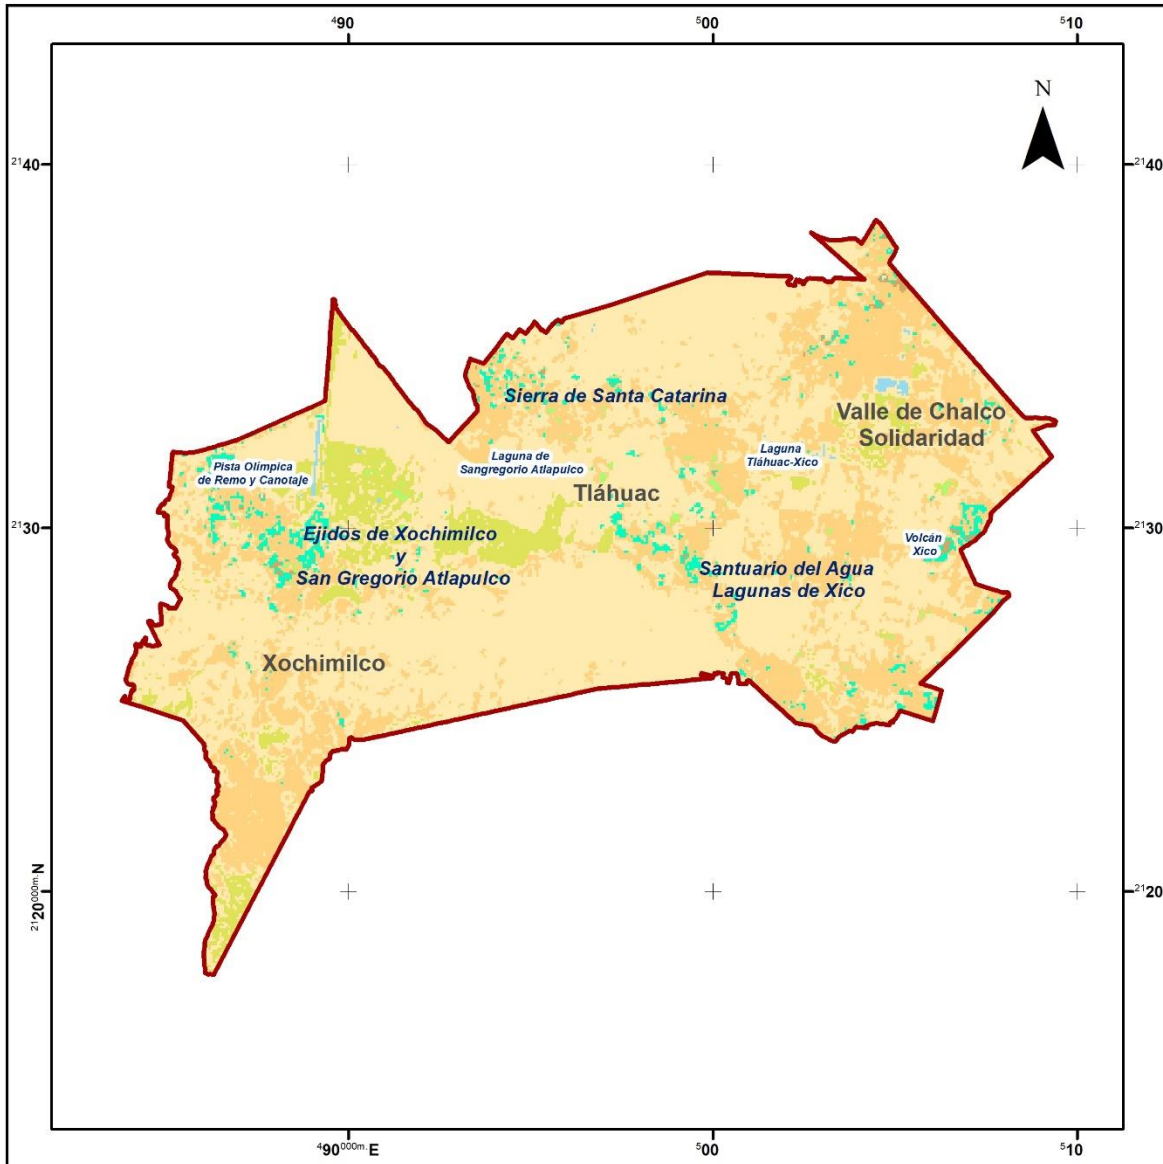 ⁴90
⁵00
⁵10
N
²¹40
²¹40
Sierra de Santa Catarina
Valle de Chalco
Solidaridad
Laguna
Tláhuac-Xico
Laguna de
Sangregorio Atlapulco
Pista Olímpica
de Remo y Canotaje
Tláhuac
²¹30
²¹30
Ejidos de Xochimilco
y
San Gregorio Atlapulco
Volcán
Xico
Santuario del Agua
Lagunas de Xico
Xochimilco
²¹20⁰⁰⁰ᵐ·N
²¹20
⁴90⁰⁰⁰ᵐ·E
⁵00
⁵10